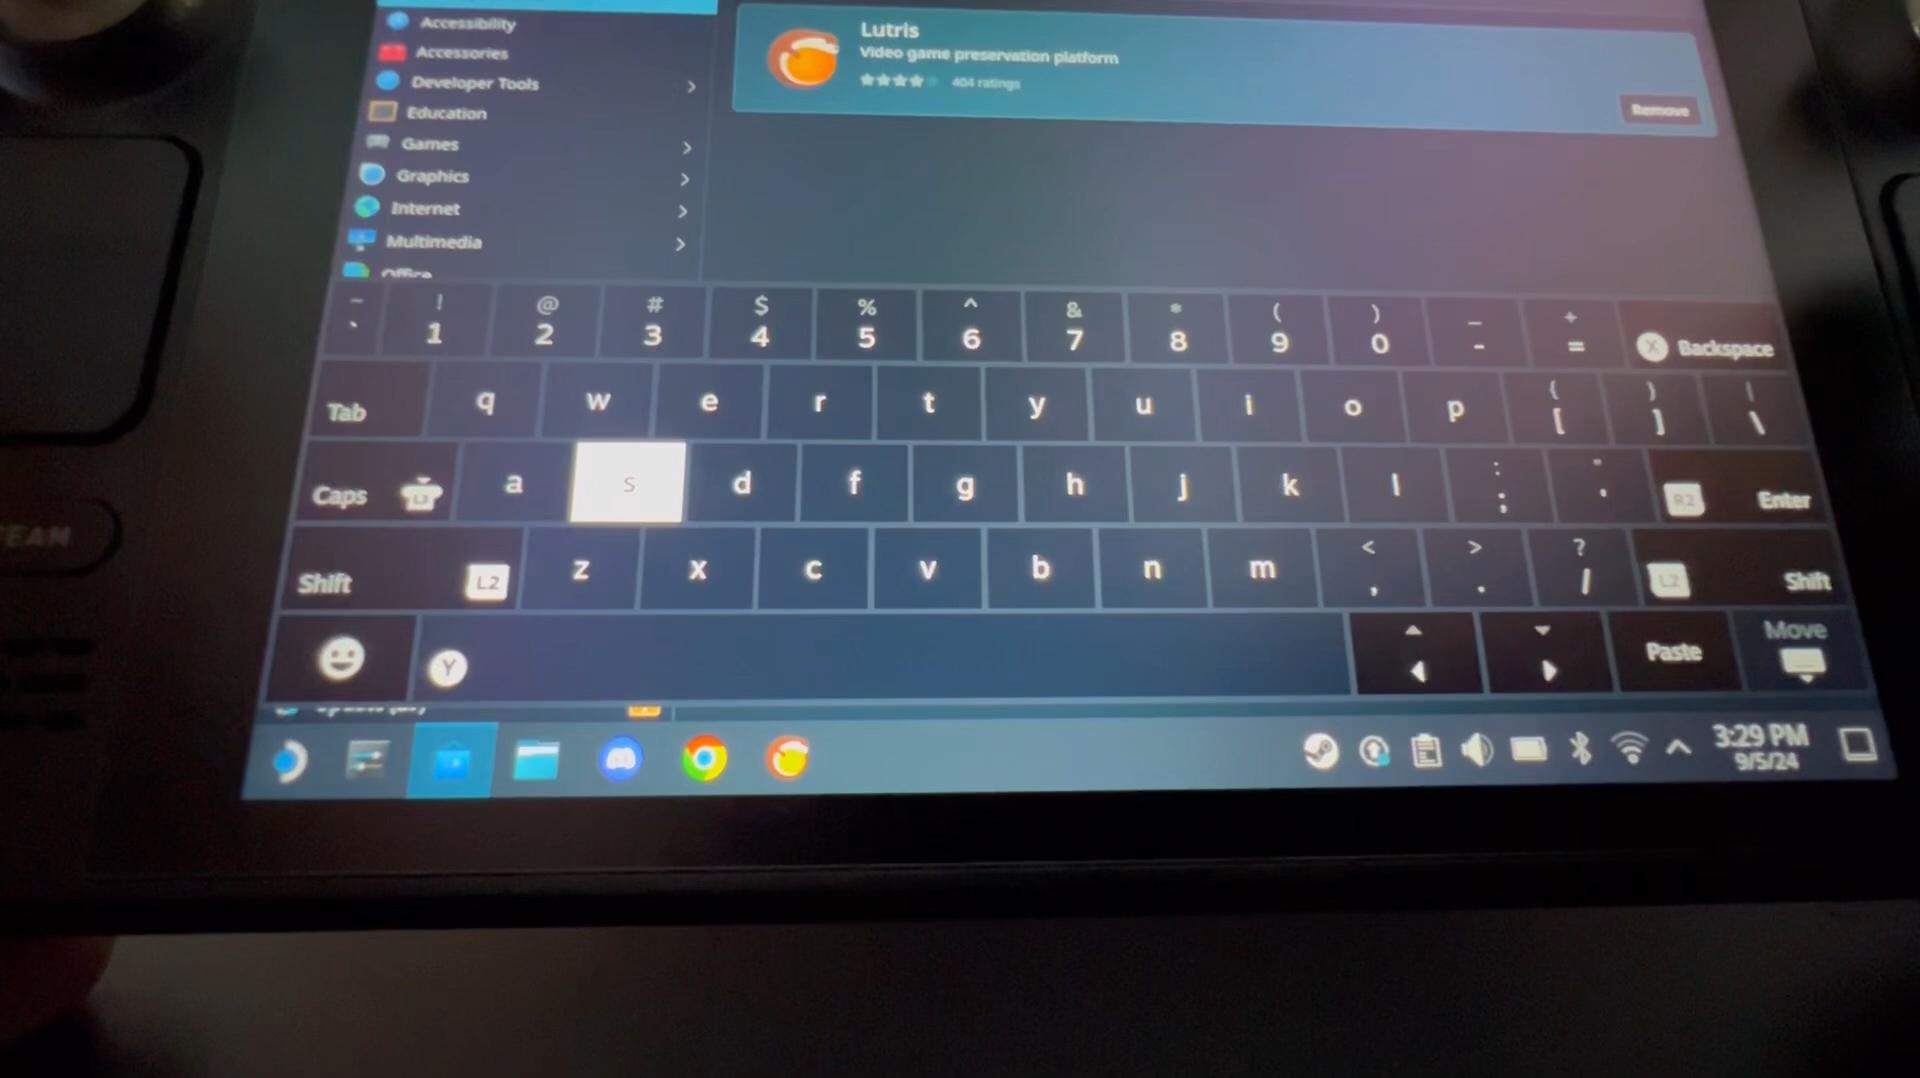 Accessibility
Accessories
Developer Tools
Education
Games
Graphics
Internet
Multimedia
Office
Lutris
Video game preservation platform
404 ratings
Remove
~ ! @ # $ % ^ & * ( ) _ +
` 1 2 3 4 5 6 7 8 9 0 - = X Backspace
Tab q w e r t y u i o p { [ } ] | \
Caps L3 a s d f g h j k l : ; " ' R2 Enter
Shift L2 z x c v b n m < , > . ? / L2 Shift
Y Paste Move
3:29 PM
9/5/24